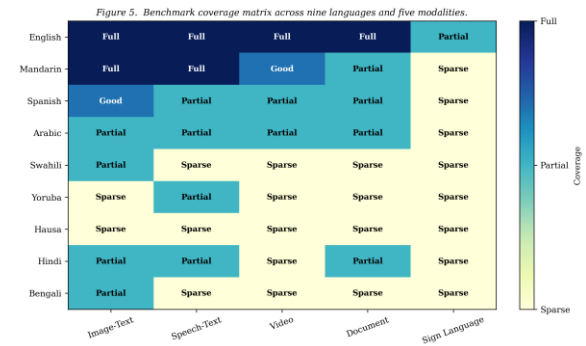 Figure 5. Benchmark coverage matrix across nine languages and five modalities.
English Full Full Full Full Partial
Mandarin Full Full Good Partial Sparse
Spanish Good Partial Partial Partial Sparse
Arabic Partial Partial Partial Partial Sparse
Swahili Partial Sparse Sparse Sparse Sparse
Yoruba Sparse Partial Sparse Sparse Sparse
Hausa Sparse Sparse Sparse Sparse Sparse
Hindi Partial Partial Sparse Partial Sparse
Bengali Partial Sparse Sparse Sparse Sparse
Image-Text Speech-Text Video Document Sign Language
Full
Partial
Sparse
Coverage